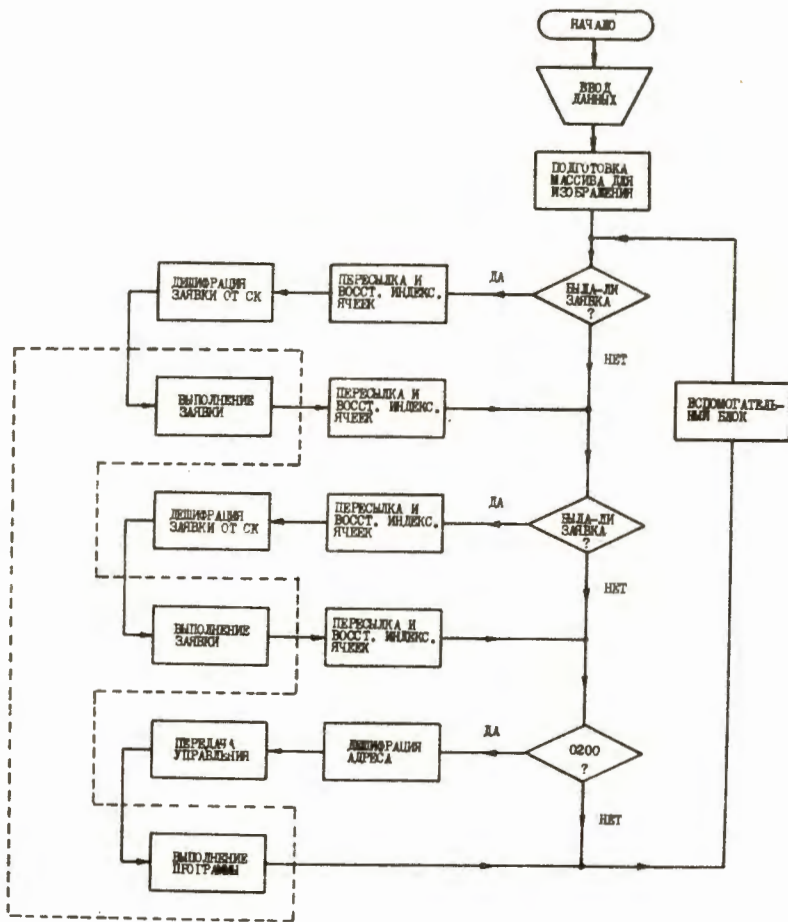 НАЧАЛО
ВВОД
ДАННЫХ
ПОДГОТОВКА
МАССИВА ДЛЯ
ИЗОБРАЖЕНИЯ
ДЕШИФРАЦИЯ
ЗАЯВКИ ОТ СК
ПЕРЕСЫЛКА И
ВОССТ. ИНДЕКС.
ЯЧЕЕК
ДА
БЫЛА-ЛИ
ЗАЯВКА
?
НЕТ
ВЫПОЛНЕНИЕ
ЗАЯВКИ
ПЕРЕСЫЛКА И
ВОССТ. ИНДЕКС.
ЯЧЕЕК
ВСПОМОГАТЕЛЬ-
НЫЙ БЛОК
ДЕШИФРАЦИЯ
ЗАЯВКИ ОТ СК
ПЕРЕСЫЛКА И
ВОССТ. ИНДЕКС.
ЯЧЕЕК
ДА
БЫЛА-ЛИ
ЗАЯВКА
?
НЕТ
ВЫПОЛНЕНИЕ
ЗАЯВКИ
ПЕРЕСЫЛКА И
ВОССТ. ИНДЕКС.
ЯЧЕЕК
ПЕРЕДАЧА
УПРАВЛЕНИЯ
ДЕШИФРАЦИЯ
АДРЕСА
ДА
0200
?
НЕТ
ВЫПОЛНЕНИЕ
ПРОГРАММЫ